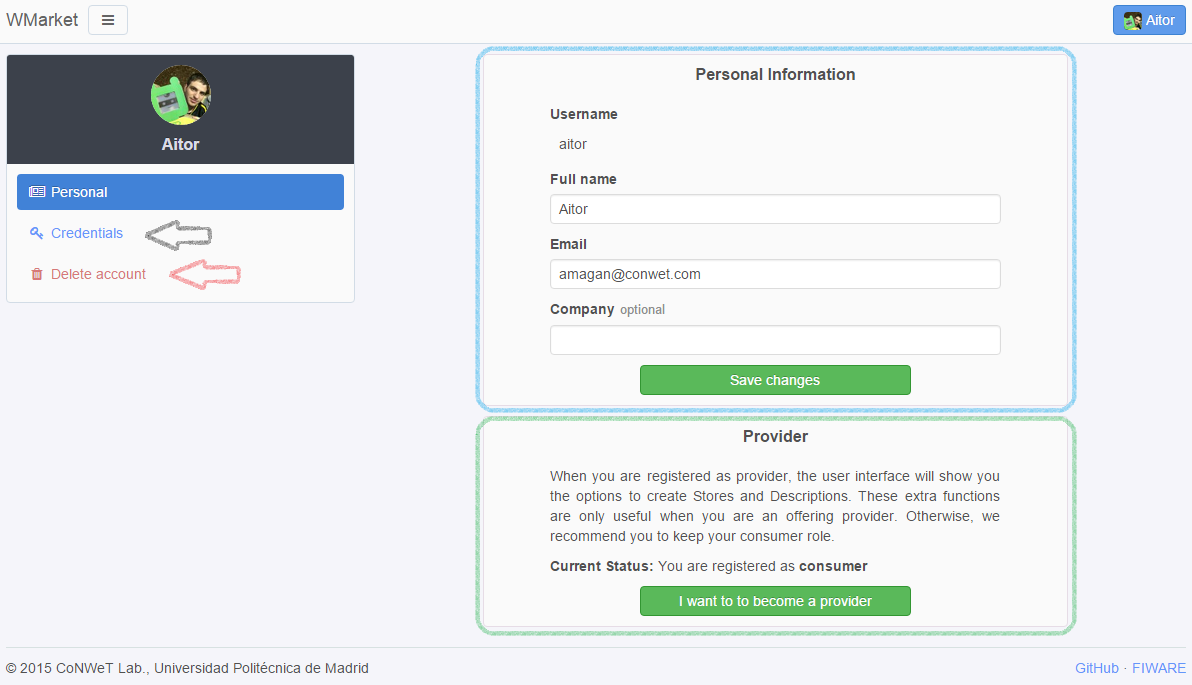 WMarket
Aitor
Aitor
Personal
Credentials
Delete account
Personal Information
Username
aitor
Full name
Aitor
Email
amagan@conwet.com
Company optional
Save changes
Provider
When you are registered as provider, the user interface will show you
the options to create Stores and Descriptions. These extra functions
are only useful when you are an offering provider. Otherwise, we
recommend you to keep your consumer role.
Current Status: You are registered as consumer
I want to to become a provider
© 2015 CoNWeT Lab., Universidad Politécnica de Madrid
GitHub · FIWARE